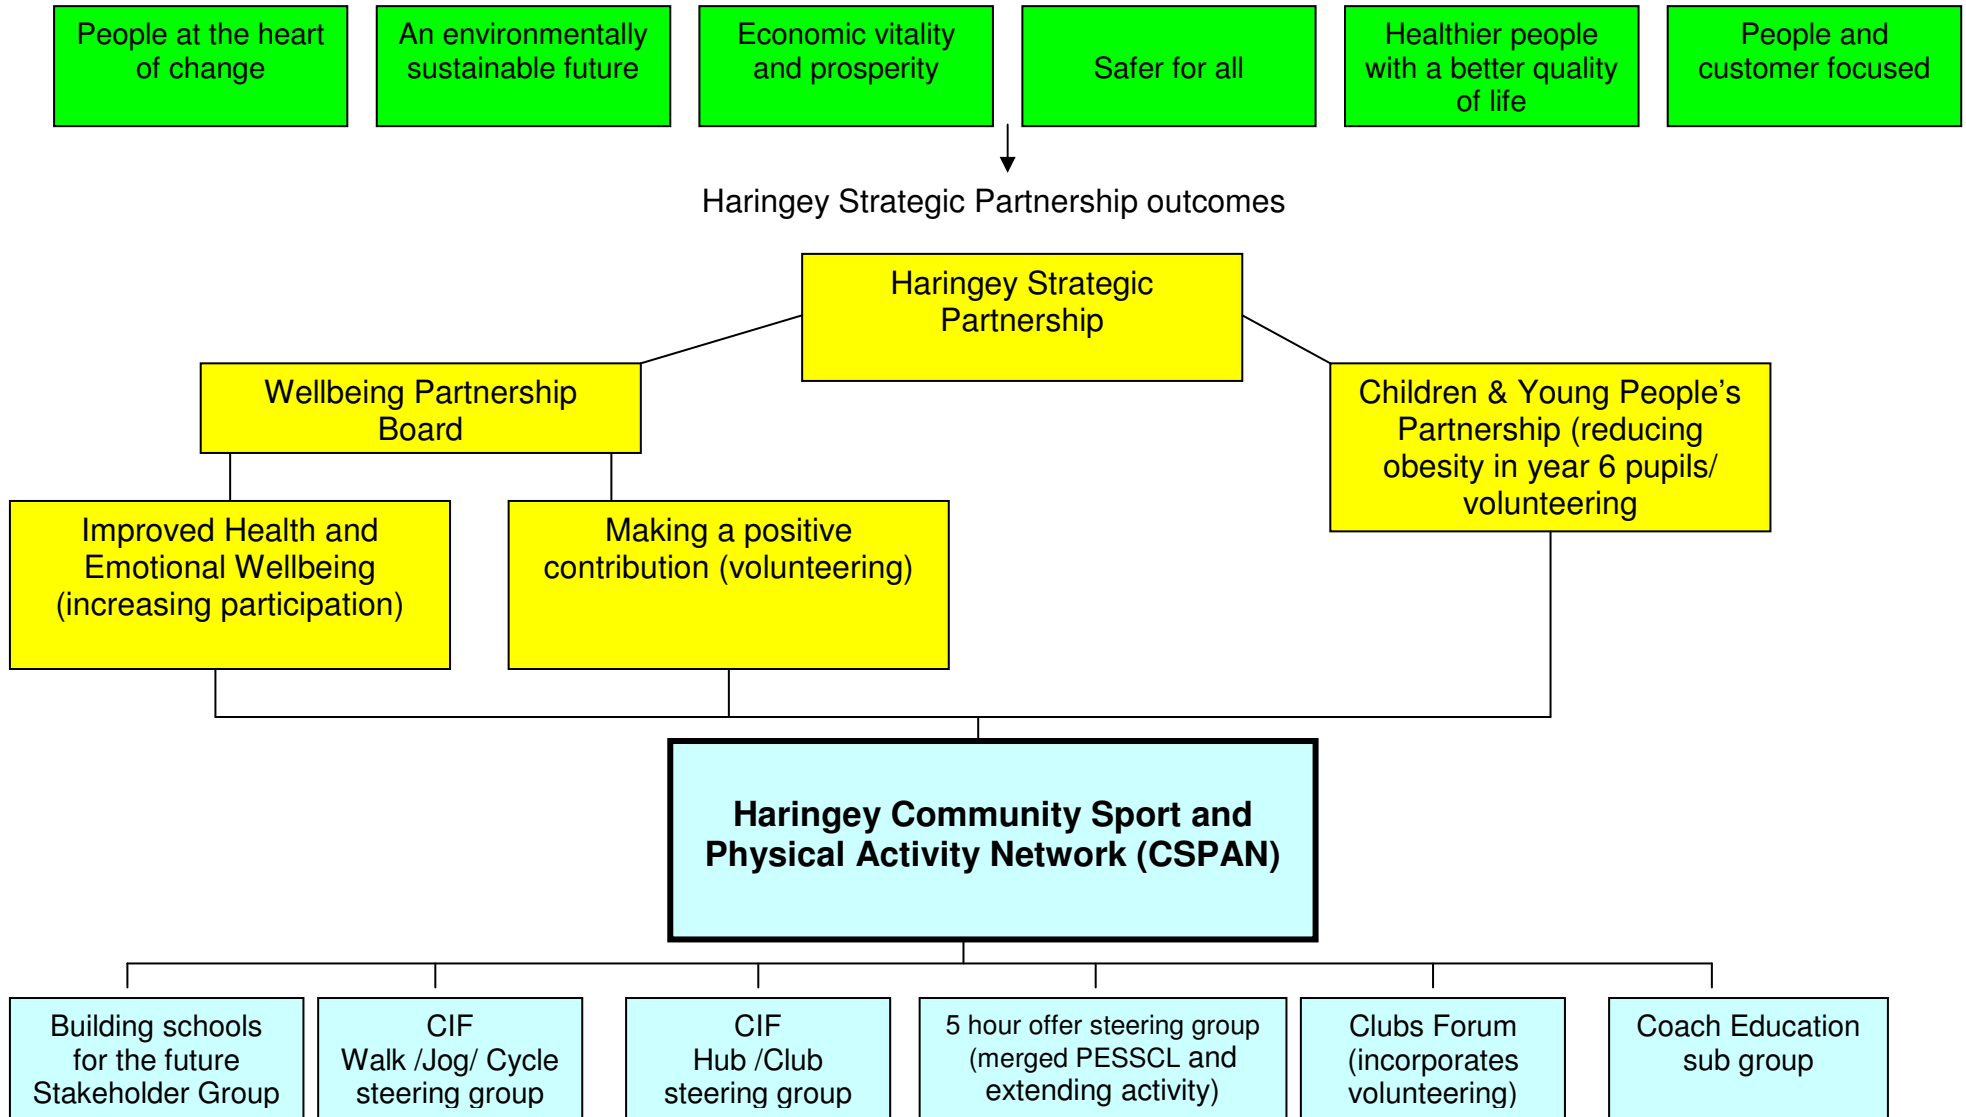 People at the heart
of change
An environmentally
sustainable future
Economic vitality
and prosperity
Safer for all
Healthier people
with a better quality
of life
People and
customer focused
Haringey Strategic Partnership outcomes
Haringey Strategic
Partnership
Wellbeing Partnership
Board
Children & Young People’s
Partnership (reducing
obesity in year 6 pupils/
volunteering
Improved Health and
Emotional Wellbeing
(increasing participation)
Making a positive
contribution (volunteering)
Haringey Community Sport and
Physical Activity Network (CSPAN)
Building schools
for the future
Stakeholder Group
CIF
Walk /Jog/ Cycle
steering group
CIF
Hub /Club
steering group
5 hour offer steering group
(merged PESSCL and
extending activity)
Clubs Forum
(incorporates
volunteering)
Coach Education
sub group